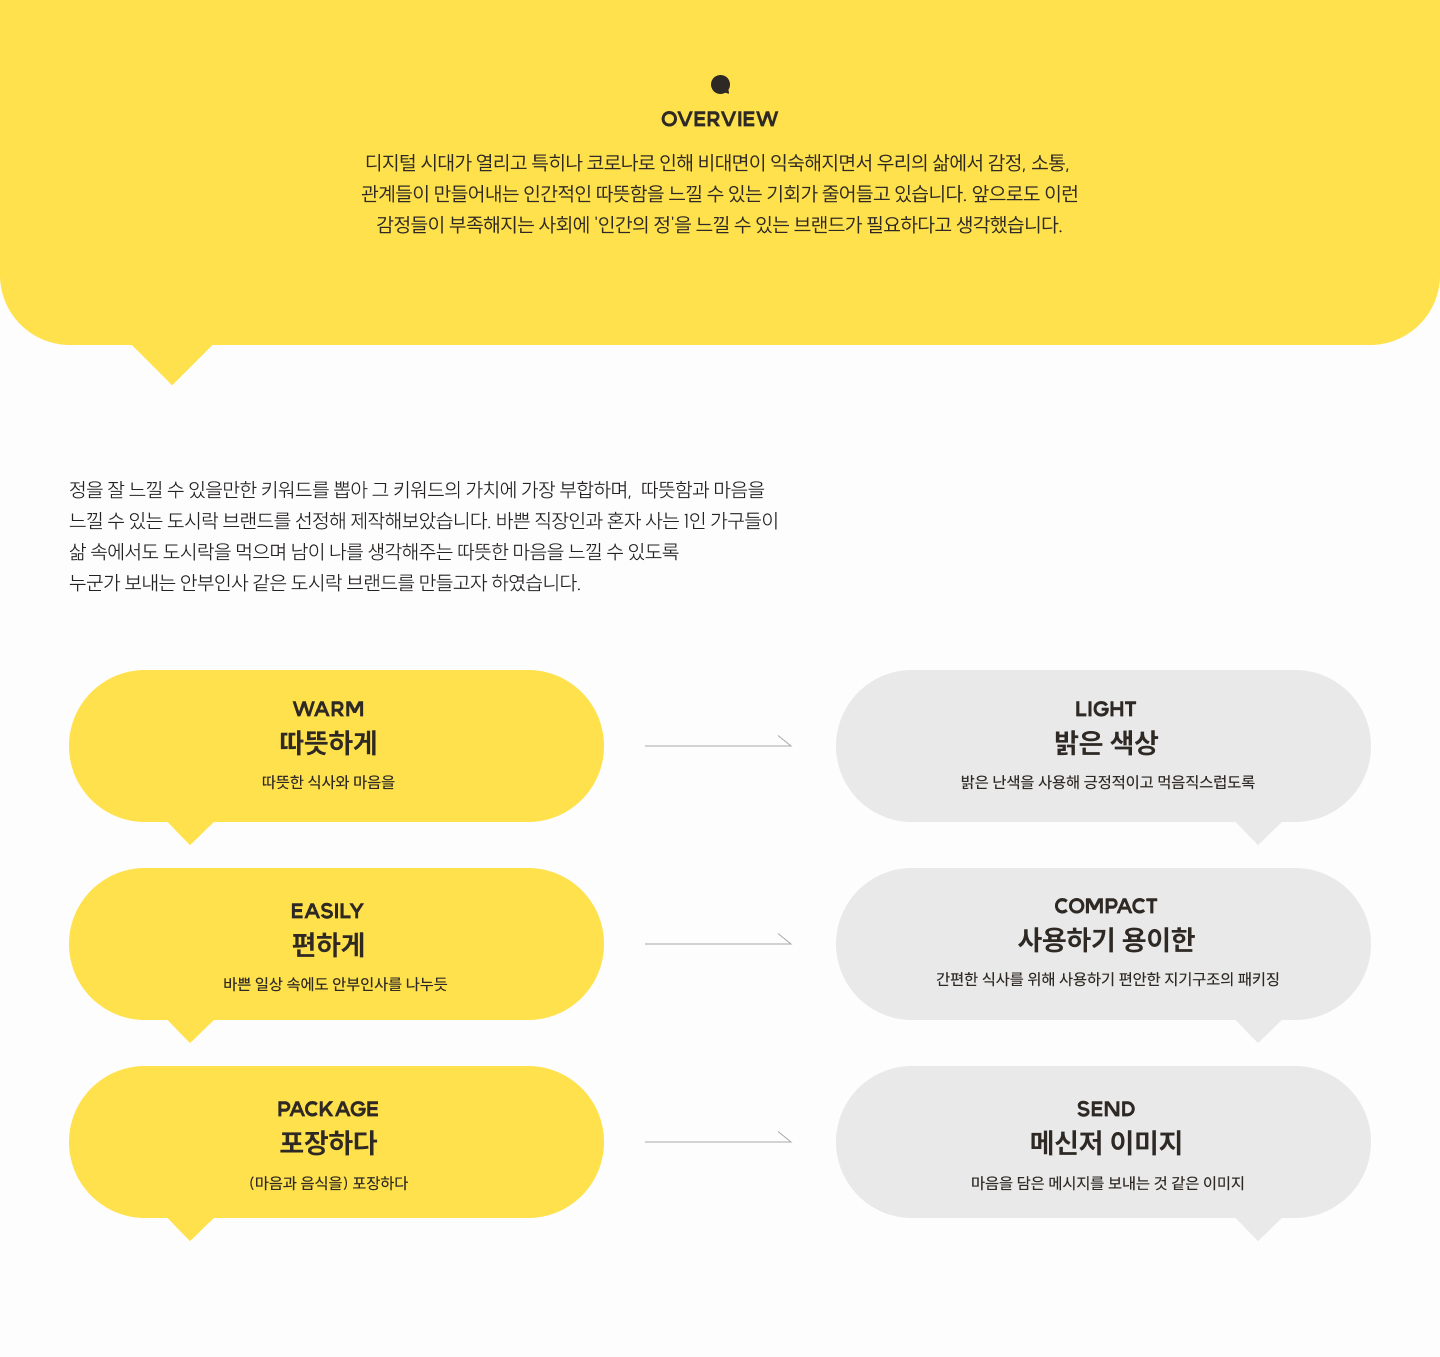 OVERVIEW
디지털 시대가 열리고 특히나 코로나로 인해 비대면이 익숙해지면서 우리의 삶에서 감정, 소통,
관계들이 만들어내는 인간적인 따뜻함을 느낄 수 있는 기회가 줄어들고 있습니다. 앞으로도 이런
감정들이 부족해지는 사회에 '인간의 정'을 느낄 수 있는 브랜드가 필요하다고 생각했습니다.
정을 잘 느낄 수 있을만한 키워드를 뽑아 그 키워드의 가치에 가장 부합하며, 따뜻함과 마음을
느낄 수 있는 도시락 브랜드를 선정해 제작해보았습니다. 바쁜 직장인과 혼자 사는 1인 가구들이
삶 속에서도 도시락을 먹으며 남이 나를 생각해주는 따뜻한 마음을 느낄 수 있도록
누군가 보내는 안부인사 같은 도시락 브랜드를 만들고자 하였습니다.
WARM
따뜻하게
따뜻한 식사와 마음을
LIGHT
밝은 색상
밝은 난색을 사용해 긍정적이고 먹음직스럽도록
EASILY
편하게
바쁜 일상 속에도 안부인사를 나누듯
COMPACT
사용하기 용이한
간편한 식사를 위해 사용하기 편안한 지기구조의 패키징
PACKAGE
포장하다
(마음과 음식을) 포장하다
SEND
메신저 이미지
마음을 담은 메시지를 보내는 것 같은 이미지